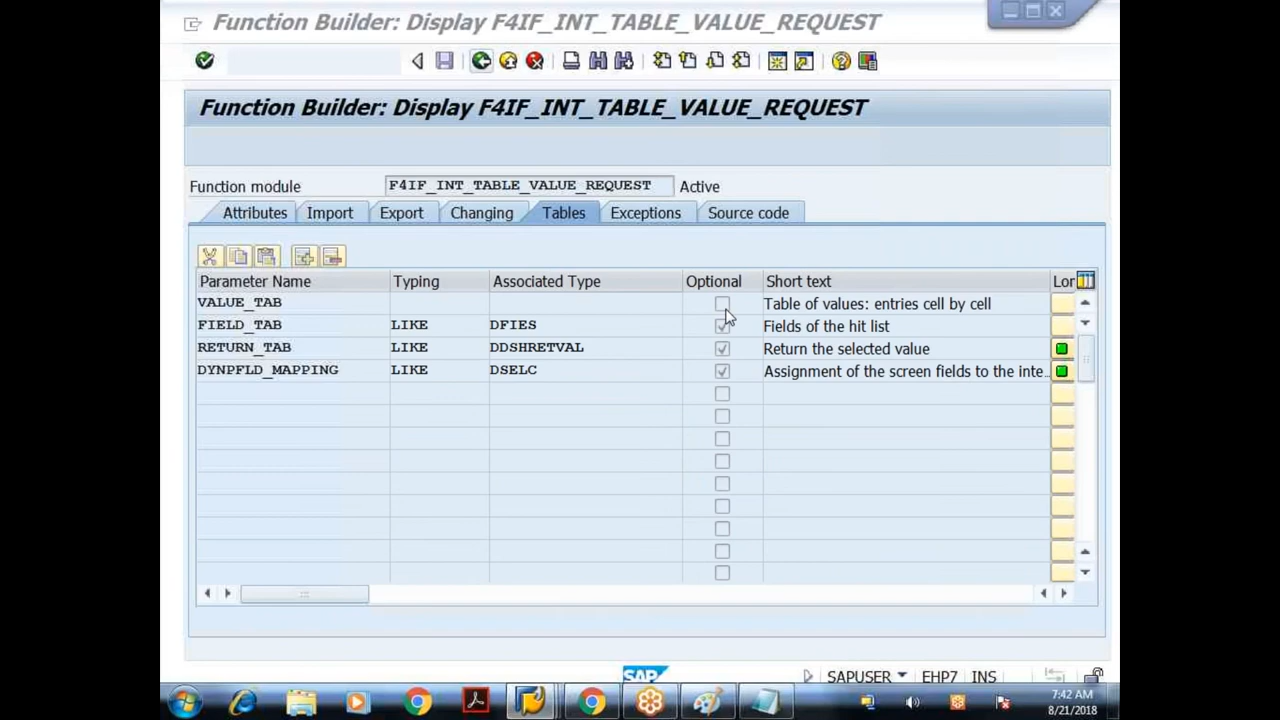 Function Builder: Display F4IF_INT_TABLE_VALUE_REQUEST
Function Builder: Display F4IF_INT_TABLE_VALUE_REQUEST
Function module F4IF_INT_TABLE_VALUE_REQUEST Active
Attributes Import Export Changing Tables Exceptions Source code
Parameter Name Typing Associated Type Optional Short text Lor
VALUE_TAB Table of values: entries cell by cell
FIELD_TAB LIKE DFIES Fields of the hit list
RETURN_TAB LIKE DDSHRETVAL Return the selected value
DYNPFLD_MAPPING LIKE DSELC Assignment of the screen fields to the inte...
SAP SAPUSER EHP7 INS
7:42 AM
8/21/2018